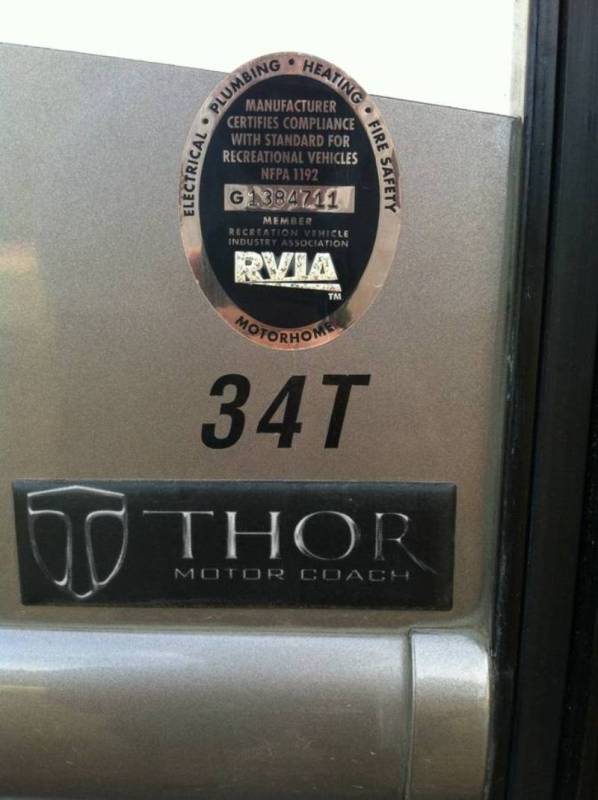 ELECTRICAL • PLUMBING • HEATING • FIRE SAFETY
MANUFACTURER
CERTIFIES COMPLIANCE
WITH STANDARD FOR
RECREATIONAL VEHICLES
NFPA 1192
G1384711
MEMBER
RECREATION VEHICLE
INDUSTRY ASSOCIATION
RVIA
TM
MOTORHOME
34T
THOR
MOTOR COACH